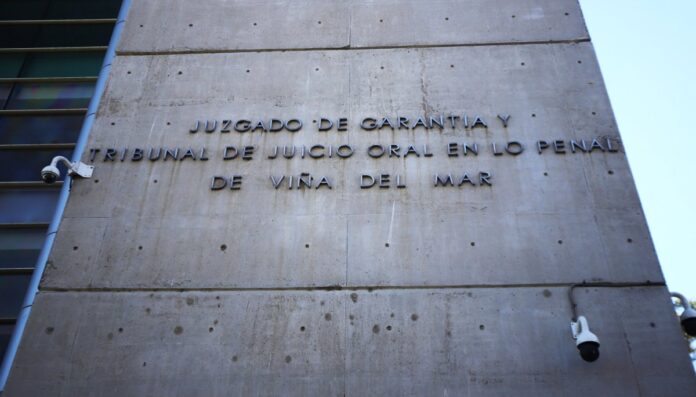 JUZGADO DE GARANTIA Y
TRIBUNAL DE JUICIO ORAL EN LO PENAL
DE VIÑA DEL MAR